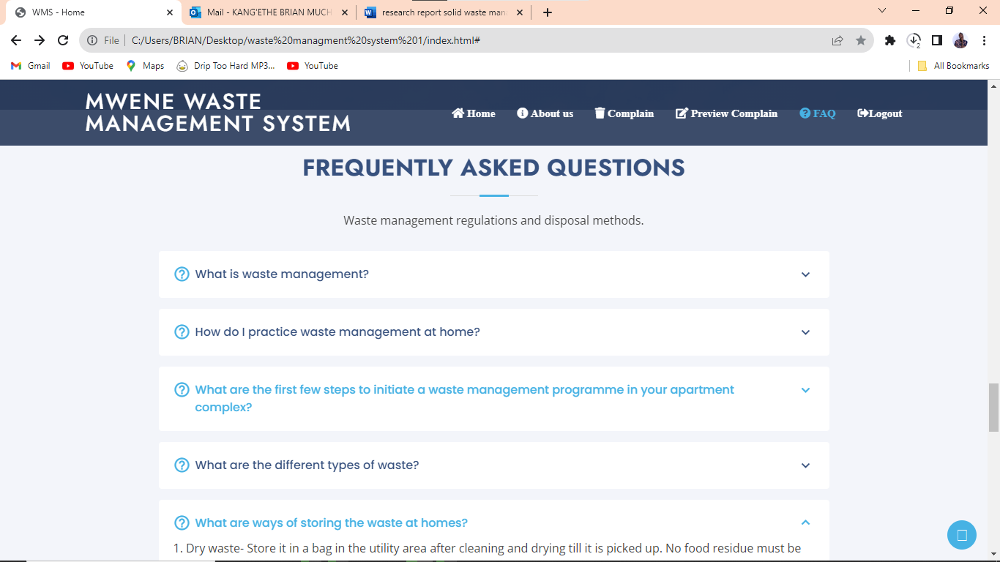 WMS - Home
Mail - KANG'ETHE BRIAN MUCH
research report solid waste man
File
C:/Users/BRIAN/Desktop/waste%20managment%20system%201/index.html#
2
Gmail
YouTube
Maps
Drip Too Hard MP3...
YouTube
All Bookmarks
MWENE WASTE
MANAGEMENT SYSTEM
Home
About us
Complain
Preview Complain
FAQ
Logout
FREQUENTLY ASKED QUESTIONS
Waste management regulations and disposal methods.
What is waste management?
How do I practice waste management at home?
What are the first few steps to initiate a waste management programme in your apartment
complex?
What are the different types of waste?
What are ways of storing the waste at homes?
1. Dry waste- Store it in a bag in the utility area after cleaning and drying till it is picked up. No food residue must be